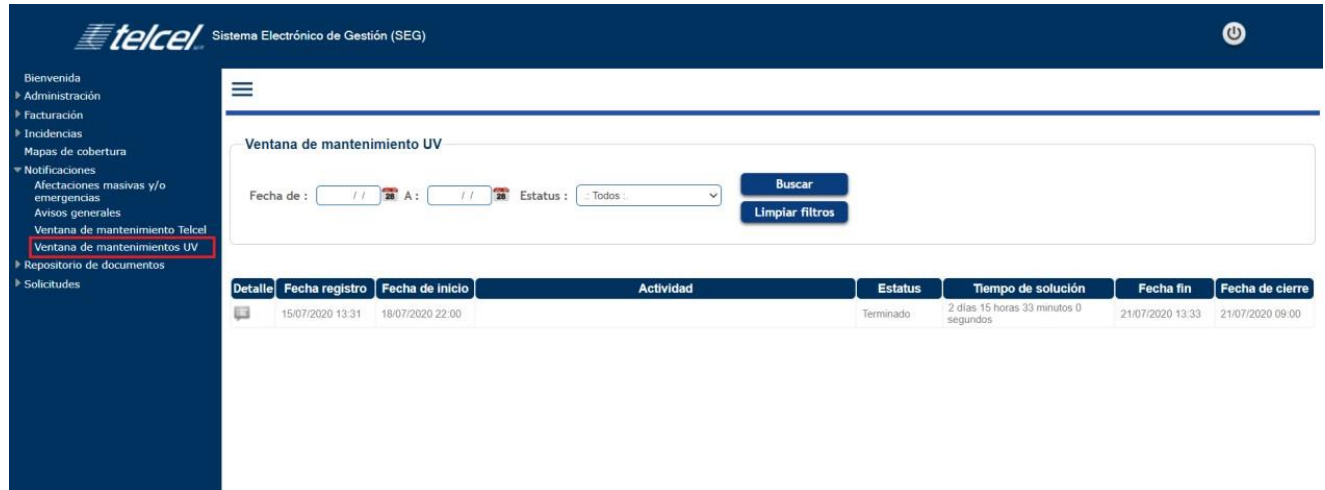 telcel Sistema Electrónico de Gestión (SEG)
Bienvenida
Administración
Facturación
Incidencias
Mapas de cobertura
Notificaciones
Afectaciones masivas y/o
emergencias
Avisos generales
Ventana de mantenimiento Telcel
Ventana de mantenimientos UV
Repositorio de documentos
Solicitudes
Ventana de mantenimiento UV
Fecha de : / / 28 A : / / 28 Estatus : .: Todos :.
Buscar
Limpiar filtros
Detalle Fecha registro Fecha de inicio Actividad Estatus Tiempo de solución Fecha fin Fecha de cierre
15/07/2020 13:31 18/07/2020 22:00 Terminado 2 días 15 horas 33 minutos 0 21/07/2020 13:33 21/07/2020 09:00
segundos